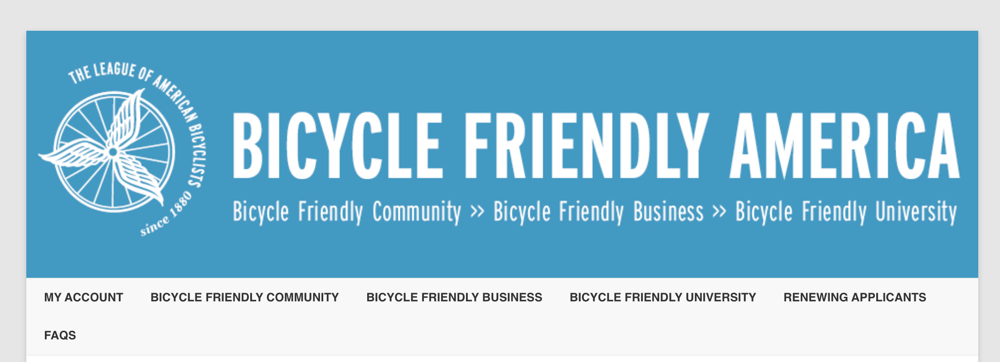 THE LEAGUE OF AMERICAN BICYCLISTS
since 1880
BICYCLE FRIENDLY AMERICA
Bicycle Friendly Community >> Bicycle Friendly Business >> Bicycle Friendly University
MY ACCOUNT BICYCLE FRIENDLY COMMUNITY BICYCLE FRIENDLY BUSINESS BICYCLE FRIENDLY UNIVERSITY RENEWING APPLICANTS
FAQS